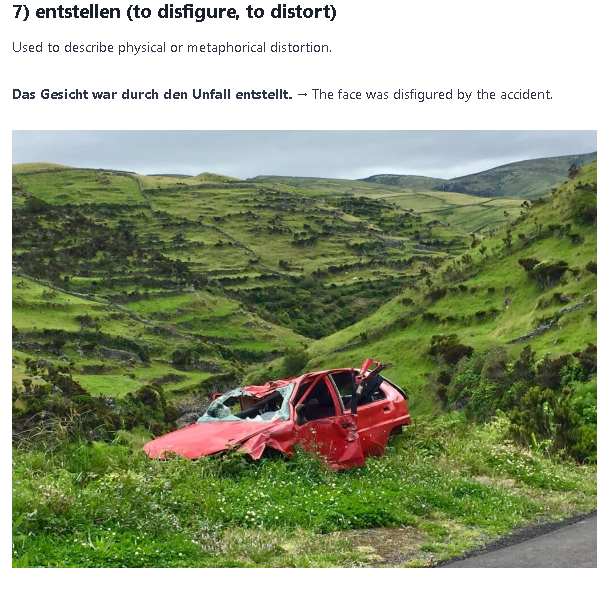 7) entstellen (to disfigure, to distort)
Used to describe physical or metaphorical distortion.
Das Gesicht war durch den Unfall entstellt. → The face was disfigured by the accident.